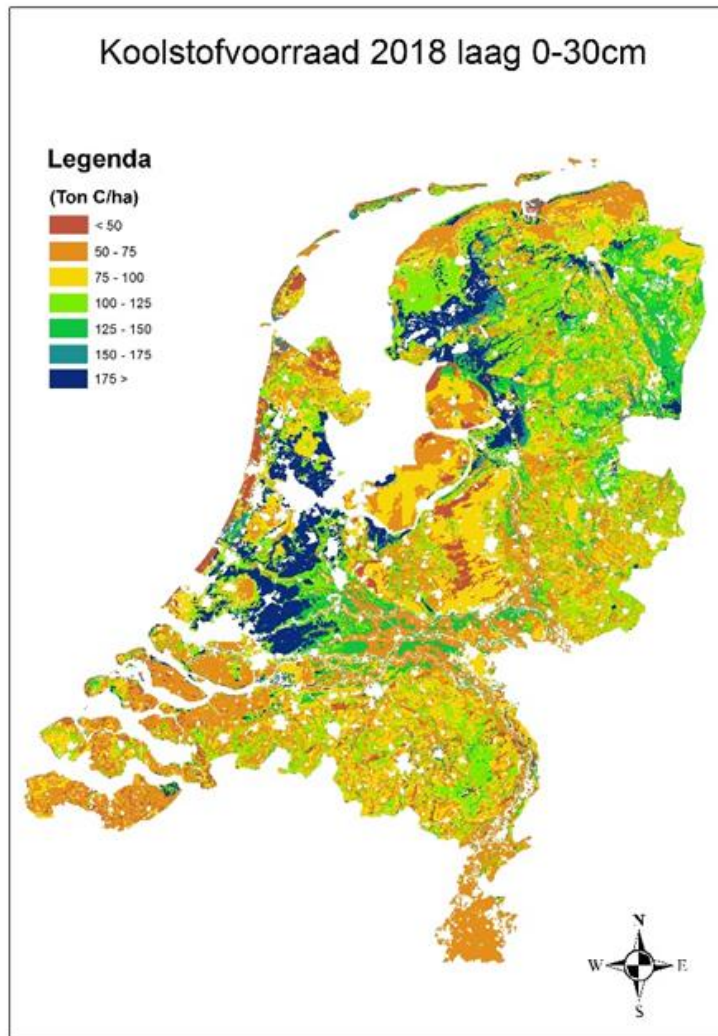 Koolstofvoorraad 2018 laag 0-30cm
Legenda
(Ton C/ha)
< 50
50 - 75
75 - 100
100 - 125
125 - 150
150 - 175
175 >
N
W E
S